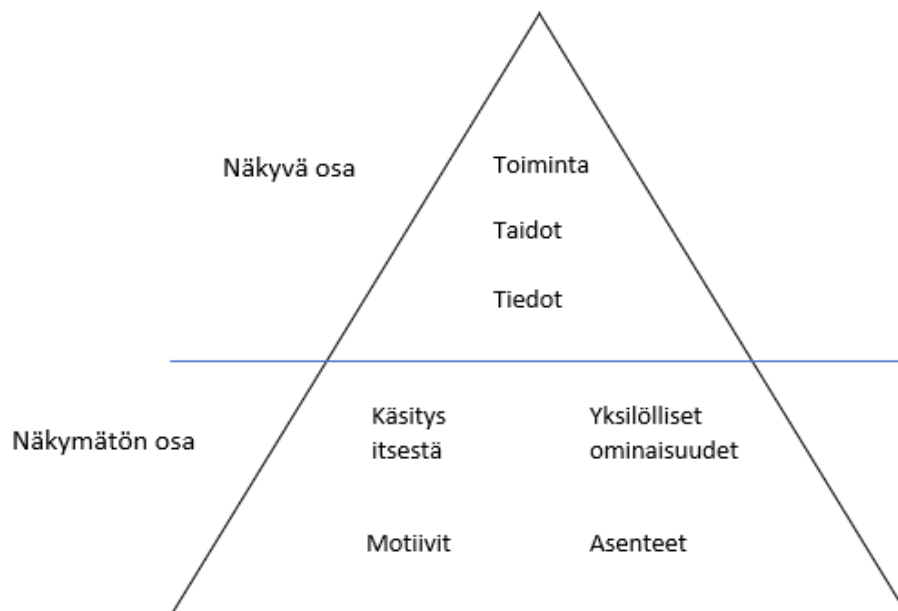 Näkyvä osa
Toiminta
Taidot
Tiedot
Näkymätön osa
Käsitys
itsestä
Yksilölliset
ominaisuudet
Motiivit
Asenteet